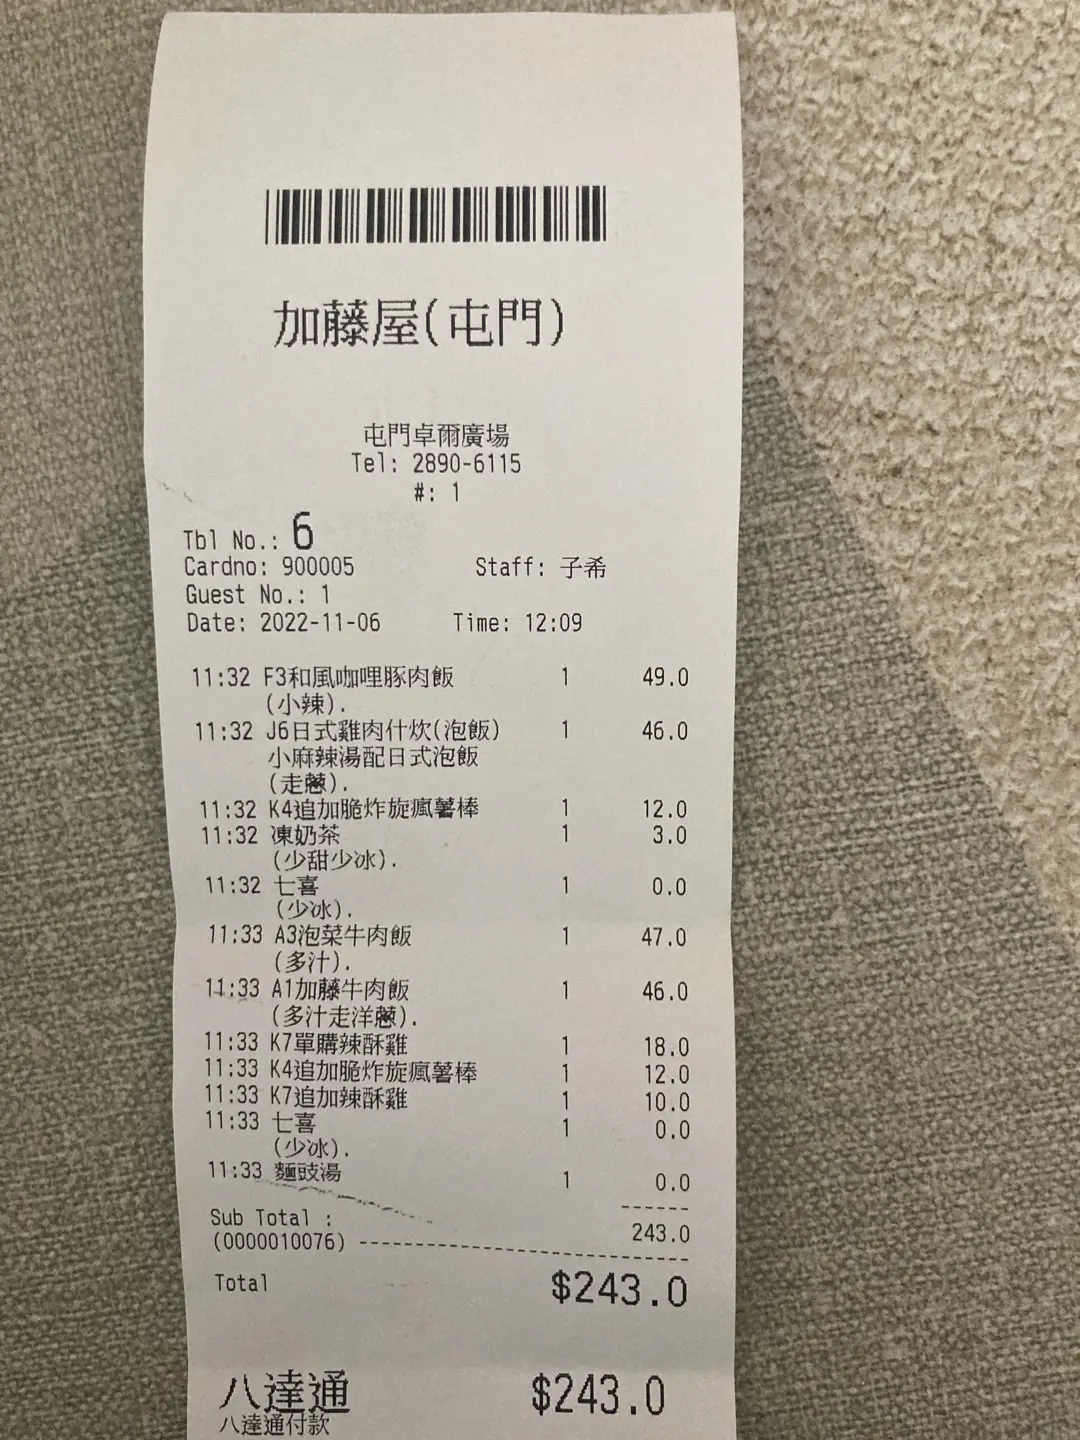 加藤屋(屯門)
屯門卓爾廣場
Tel: 2890-6115
#: 1
Tbl No.: 6
Cardno: 900005 Staff: 子希
Guest No.: 1
Date: 2022-11-06 Time: 12:09
11:32 F3和風咖哩豚肉飯 1 49.0
(小辣).
11:32 J6日式雞肉什炊(泡飯) 1 46.0
小麻辣湯配日式泡飯
(走蔥).
11:32 K4追加脆炸旋瘋薯棒 1 12.0
11:32 凍奶茶 1 3.0
(少甜少冰).
11:32 七喜 1 0.0
(少冰).
11:33 A3泡菜牛肉飯 1 47.0
(多汁).
11:33 A1加藤牛肉飯 1 46.0
(多汁走洋蔥).
11:33 K7單購辣酥雞 1 18.0
11:33 K4追加脆炸旋瘋薯棒 1 12.0
11:33 K7追加辣酥雞 1 10.0
11:33 七喜 1 0.0
(少冰).
11:33 麵豉湯 1 0.0
Sub Total : 243.0
(0000010076)
Total $243.0
八達通 $243.0
八達通付款